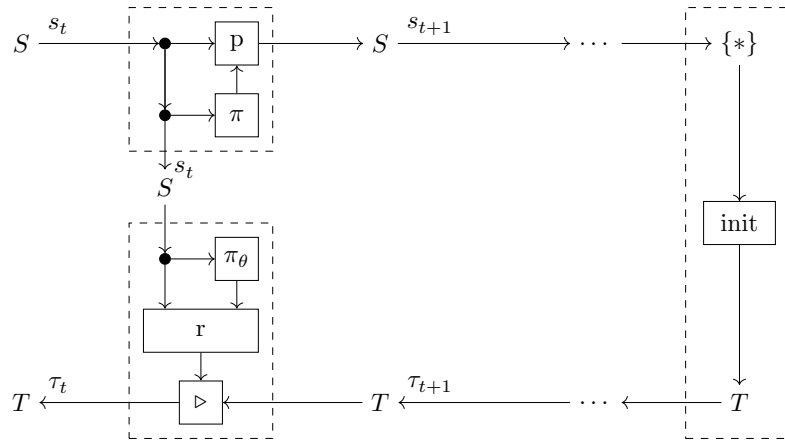 s_t s_{t+1}
S p S ⋯ {*}
π
s_t
S
init
π_θ
r
τ_t τ_{t+1}
T ▷ T ⋯ T